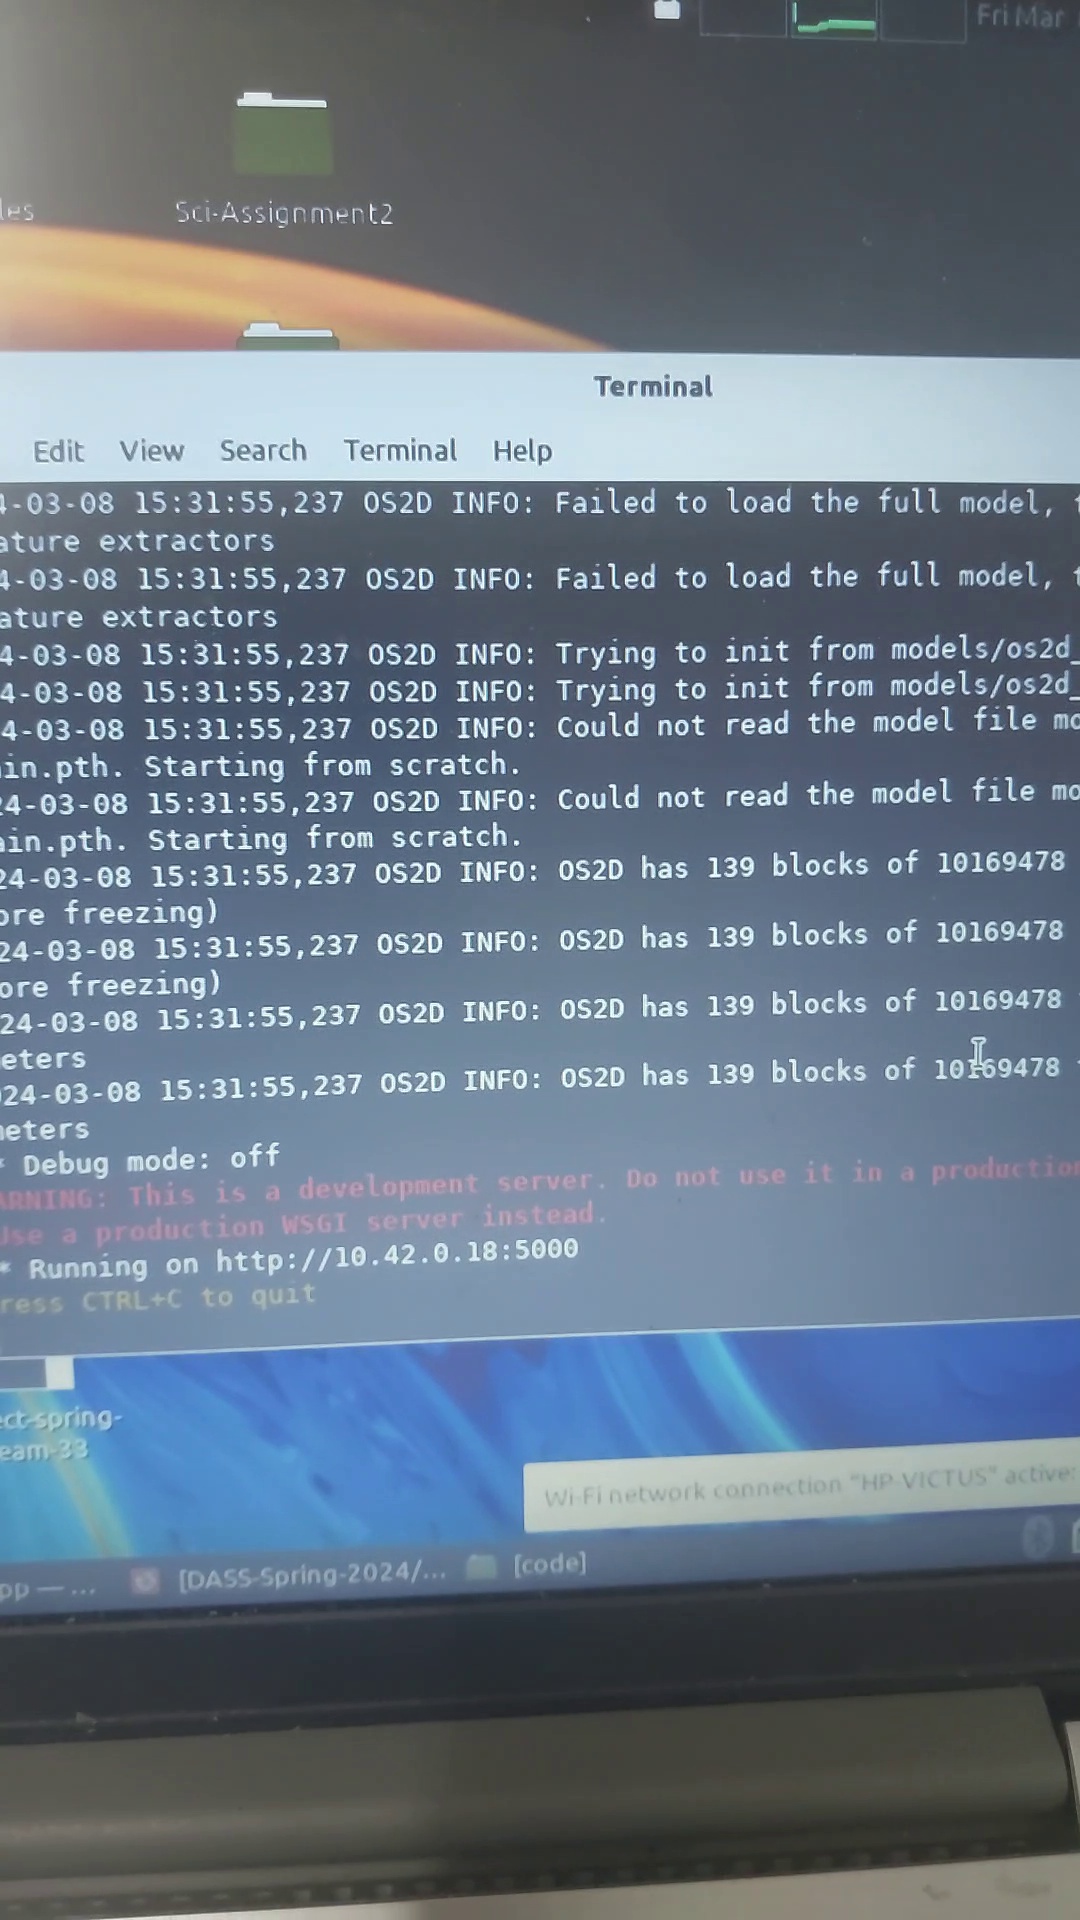 Fri Mar
les
Sci-Assignment2
Terminal
Edit View Search Terminal Help
4-03-08 15:31:55,237 OS2D INFO: Failed to load the full model,
ature extractors
4-03-08 15:31:55,237 OS2D INFO: Failed to load the full model,
ature extractors
4-03-08 15:31:55,237 OS2D INFO: Trying to init from models/os2d_
4-03-08 15:31:55,237 OS2D INFO: Trying to init from models/os2d_
4-03-08 15:31:55,237 OS2D INFO: Could not read the model file mo
in.pth. Starting from scratch.
24-03-08 15:31:55,237 OS2D INFO: Could not read the model file mo
ain.pth. Starting from scratch.
24-03-08 15:31:55,237 OS2D INFO: OS2D has 139 blocks of 10169478
ore freezing)
24-03-08 15:31:55,237 OS2D INFO: OS2D has 139 blocks of 10169478
ore freezing)
24-03-08 15:31:55,237 OS2D INFO: OS2D has 139 blocks of 10169478
eters
024-03-08 15:31:55,237 OS2D INFO: OS2D has 139 blocks of 10169478
meters
* Debug mode: off
ARNING: This is a development server. Do not use it in a production
Use a production WSGI server instead.
* Running on http://10.42.0.18:5000
ress CTRL+C to quit
ect-spring-
eam-33
Wi-Fi network connection "HP-VICTUS" active:
pp — ... [DASS-Spring-2024/... [code]